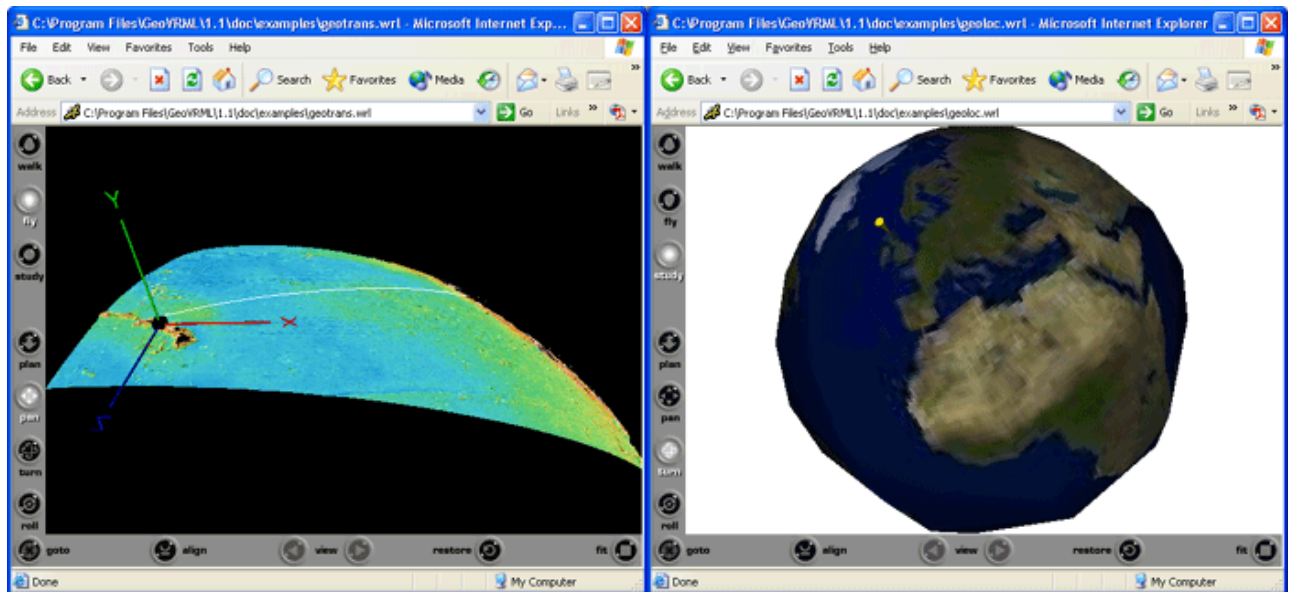 C:\Program Files\GeoVRML\1.1\doc\examples\geotrans.wrl - Microsoft Internet Exp...
File Edit View Favorites Tools Help
Back Search Favorites Media »
Address C:\Program Files\GeoVRML\1.1\doc\examples\geotrans.wrl Go Links »
walk
fly
study
plan
pan
turn
roll
Y
X
Z
goto align view restore fit
Done My Computer
C:\Program Files\GeoVRML\1.1\doc\examples\geoloc.wrl - Microsoft Internet Explorer
File Edit View Favorites Tools Help
Back Search Favorites Media »
Address C:\Program Files\GeoVRML\1.1\doc\examples\geoloc.wrl Go Links »
walk
fly
study
plan
pan
turn
roll
goto align view restore fit
Done My Computer